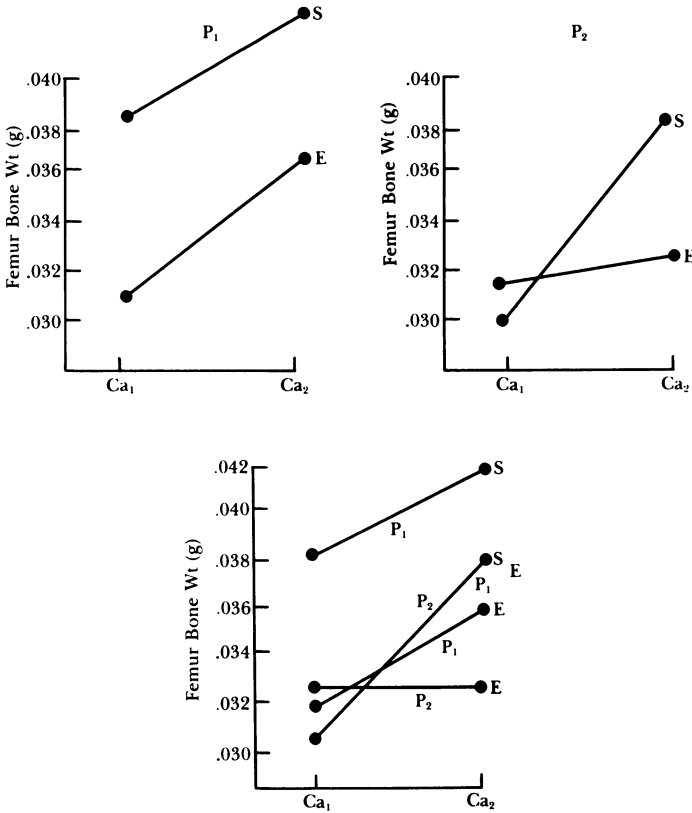 P₁
S
.040
.038
.036
.034
.032
.030
E
Femur Bone Wt (g)
Ca₁
Ca₂
P₂
.040
.038
.036
.034
.032
.030
S
Femur Bone Wt (g)
Ca₁
Ca₂
.042
.040
.038
.036
.034
.032
.030
Femur Bone Wt (g)
S
P₁
S
E
P₁
P₂
E
P₁
E
P₂
Ca₁
Ca₂